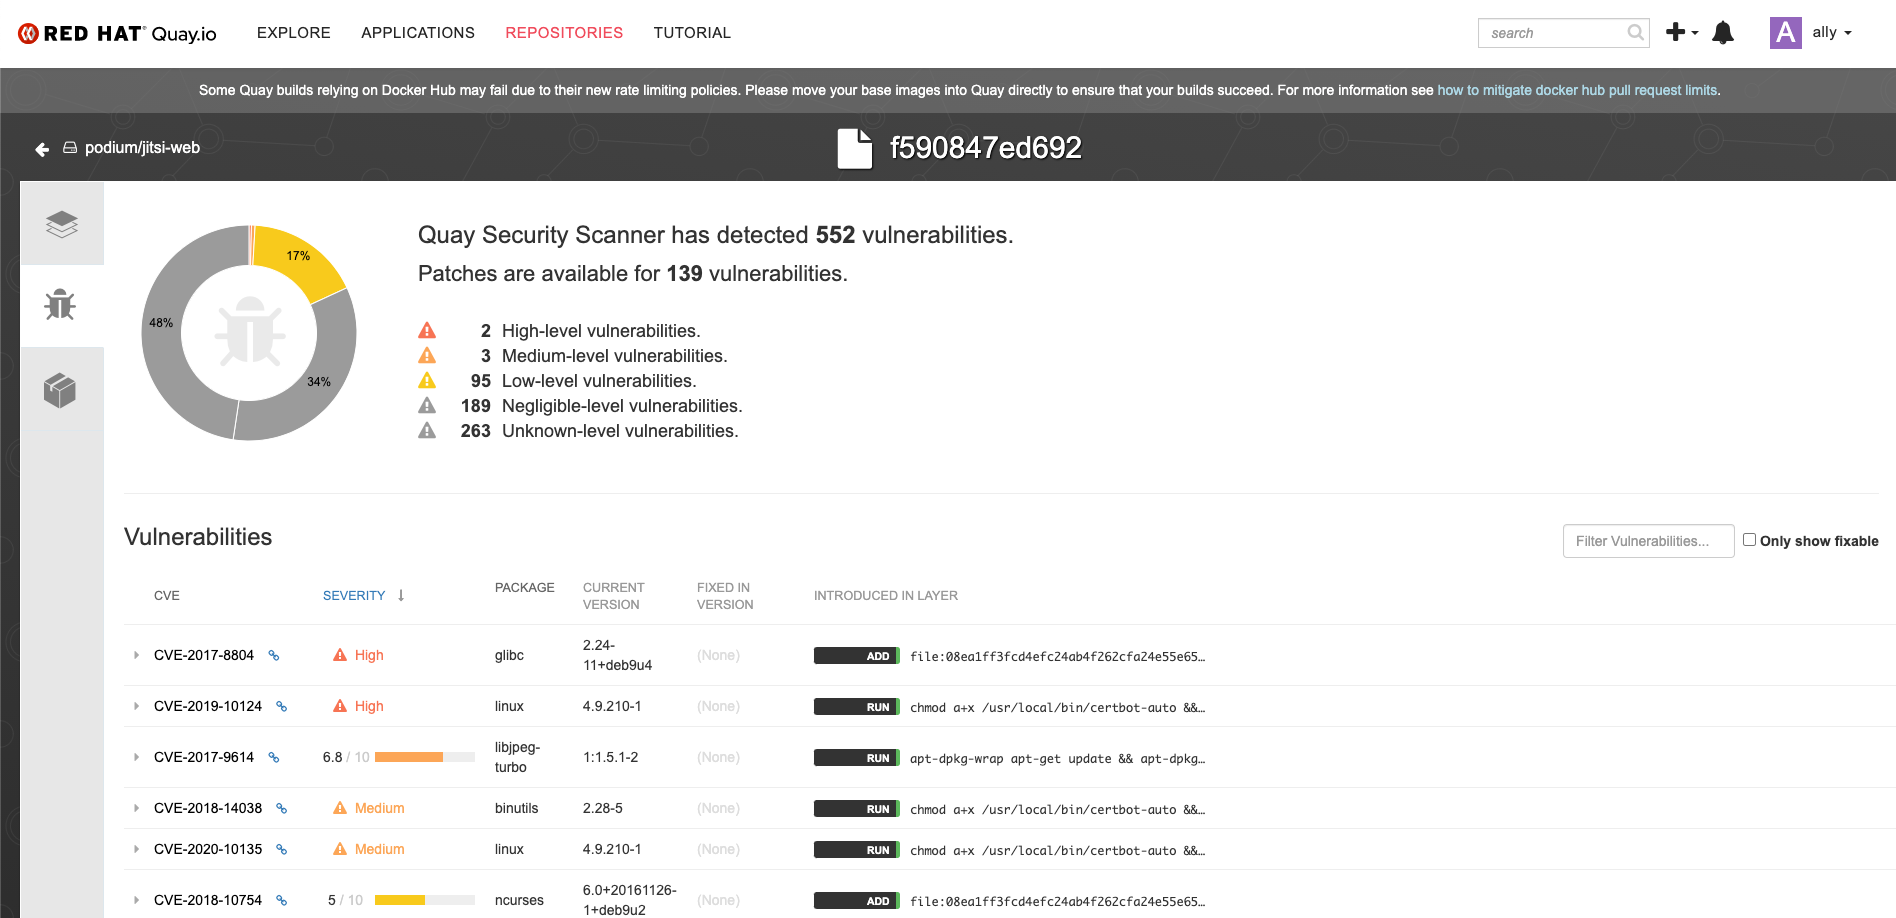 RED HAT Quay.io EXPLORE APPLICATIONS REPOSITORIES TUTORIAL search A ally
Some Quay builds relying on Docker Hub may fail due to their new rate limiting policies. Please move your base images into Quay directly to ensure that your builds succeed. For more information see how to mitigate docker hub pull request limits.
podium/jitsi-web f590847ed692
17%
48%
34%
Quay Security Scanner has detected 552 vulnerabilities.
Patches are available for 139 vulnerabilities.
2 High-level vulnerabilities.
3 Medium-level vulnerabilities.
95 Low-level vulnerabilities.
189 Negligible-level vulnerabilities.
263 Unknown-level vulnerabilities.
Vulnerabilities
Filter Vulnerabilities... Only show fixable
CVE SEVERITY ↓ PACKAGE CURRENT VERSION FIXED IN VERSION INTRODUCED IN LAYER
CVE-2017-8804 High glibc 2.24-11+deb9u4 (None) ADD file:08ea1ff3fcd4efc24ab4f262cfa24e55e65…
CVE-2019-10124 High linux 4.9.210-1 (None) RUN chmod a+x /usr/local/bin/certbot-auto &&…
CVE-2017-9614 6.8 / 10 libjpeg-turbo 1:1.5.1-2 (None) RUN apt-dpkg-wrap apt-get update && apt-dpkg…
CVE-2018-14038 Medium binutils 2.28-5 (None) RUN chmod a+x /usr/local/bin/certbot-auto &&…
CVE-2020-10135 Medium linux 4.9.210-1 (None) RUN chmod a+x /usr/local/bin/certbot-auto &&…
CVE-2018-10754 5 / 10 ncurses 6.0+20161126-1+deb9u2 (None) ADD file:08ea1ff3fcd4efc24ab4f262cfa24e55e65…